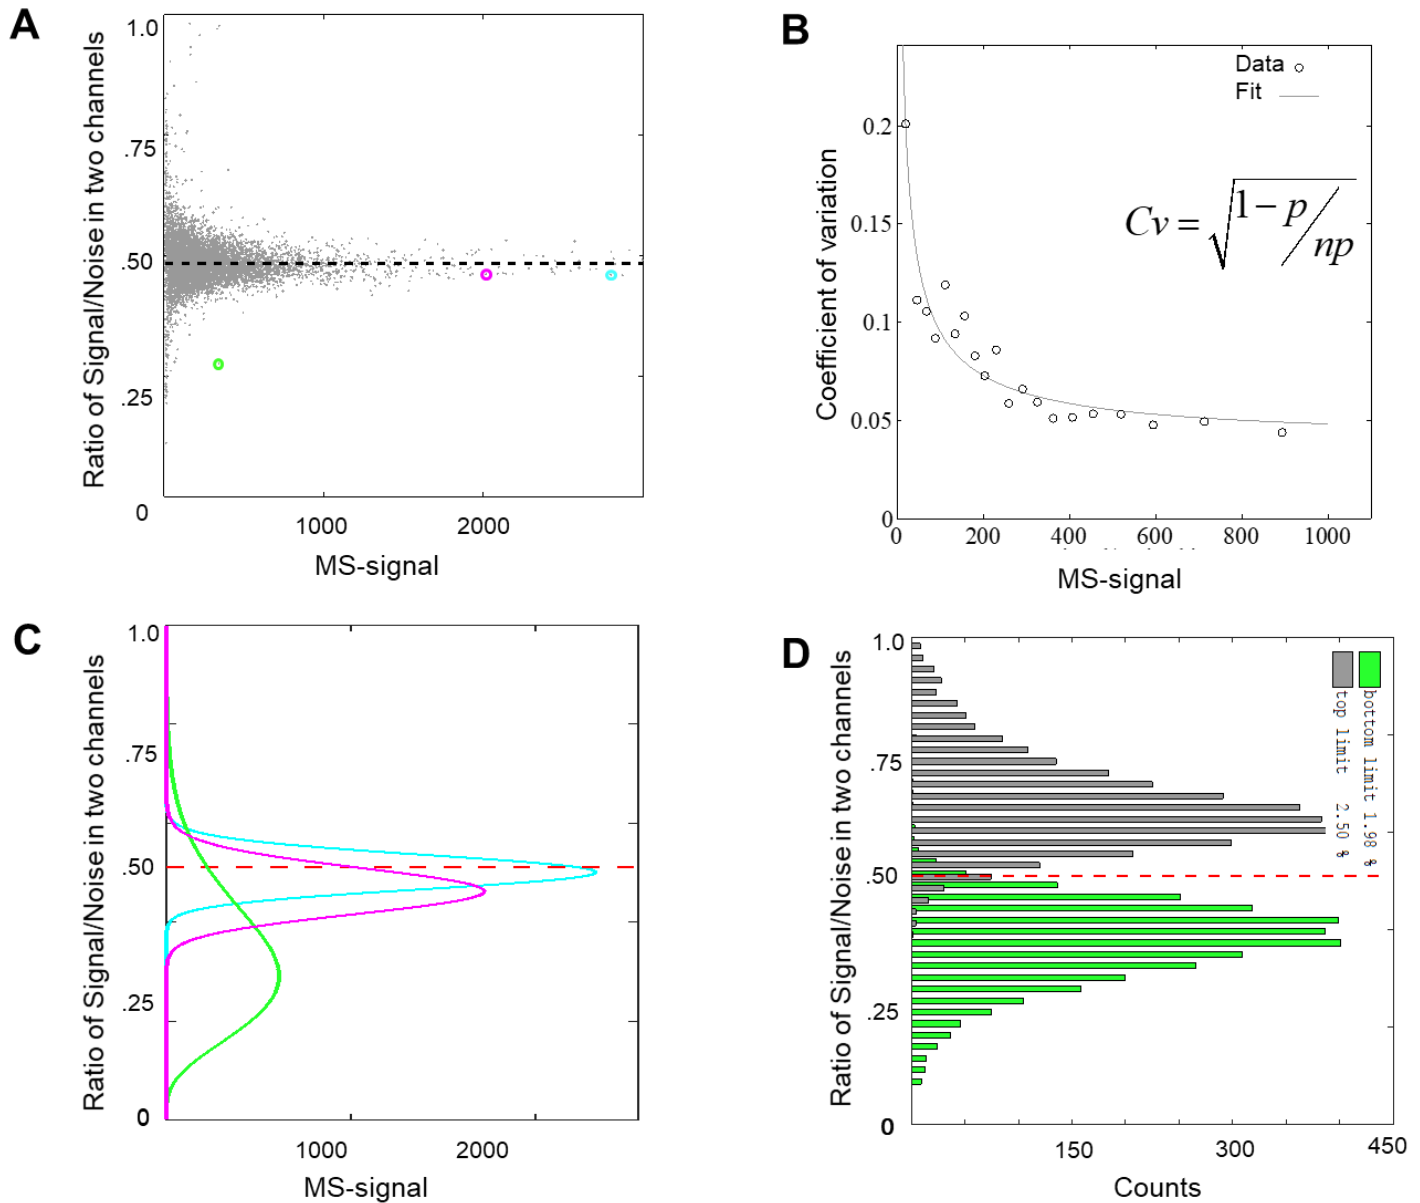 A
Ratio of Signal/Noise in two channels
1.0
.75
.50
.25
0
1000
2000
MS-signal
B
Coefficient of variation
Data
Fit
0.2
0.15
0.1
0.05
0
Cv = √1 − p / np
0
200
400
600
800
1000
MS-signal
C
Ratio of Signal/Noise in two channels
1.0
.75
.50
.25
0
1000
2000
MS-signal
D
Ratio of Signal/Noise in two channels
1.0
.75
.50
.25
0
top limit 2.50 %
bottom limit 1.98 %
150
300
450
Counts